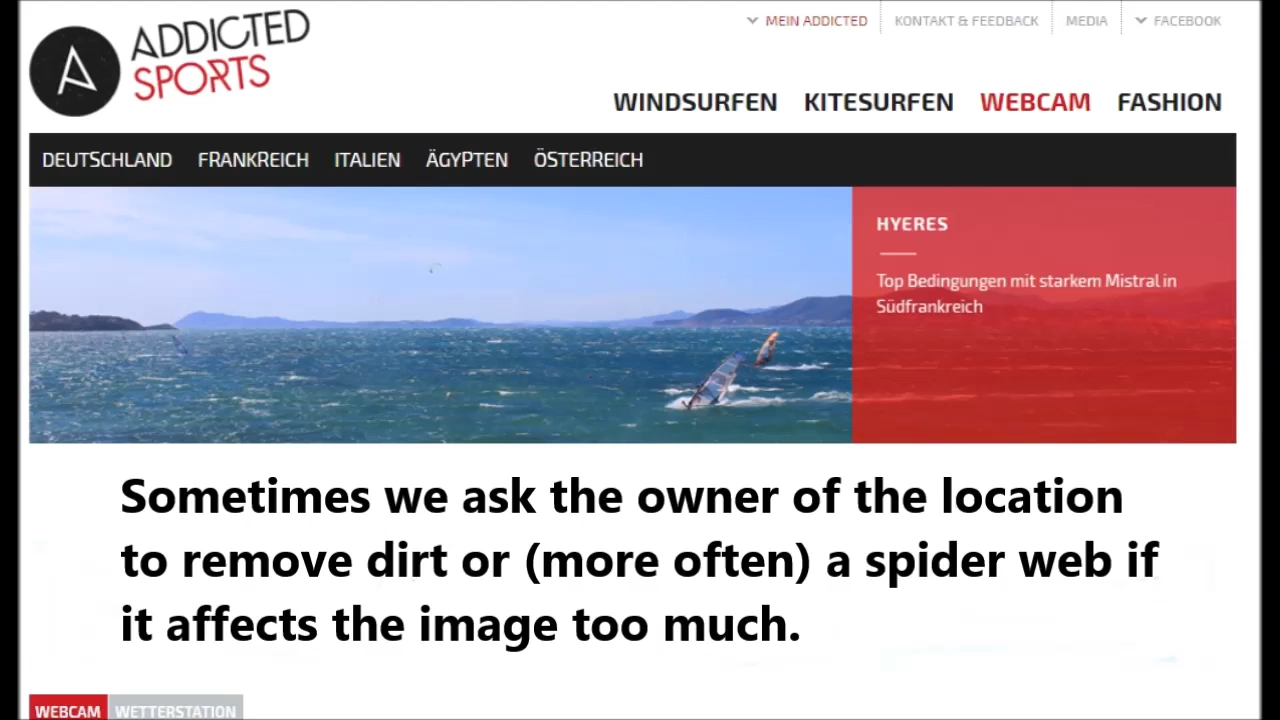 ADDICTED
SPORTS
MEIN ADDICTED
KONTAKT & FEEDBACK
MEDIA
FACEBOOK
WINDSURFEN
KITESURFEN
WEBCAM
FASHION
DEUTSCHLAND
FRANKREICH
ITALIEN
ÄGYPTEN
ÖSTERREICH
HYERES
Top Bedingungen mit starkem Mistral in
Südfrankreich
Sometimes we ask the owner of the location
to remove dirt or (more often) a spider web if
it affects the image too much.
WEBCAM
WETTERSTATION